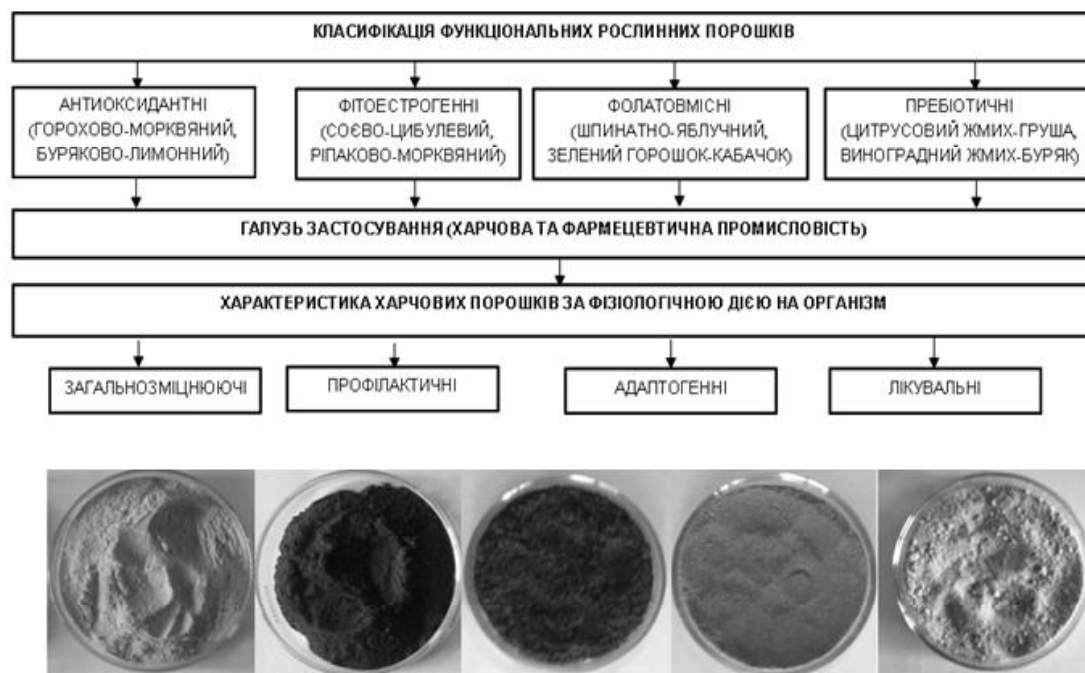 КЛАСИФІКАЦІЯ ФУНКЦІОНАЛЬНИХ РОСЛИННИХ ПОРОШКІВ
АНТИОКСИДАНТНІ
(ГОРОХОВО-МОРКВЯНИЙ,
БУРЯКОВО-ЛИМОННИЙ)
ФІТОЕСТРОГЕННІ
(СОЄВО-ЦИБУЛЕВИЙ,
РІПАКОВО-МОРКВЯНИЙ)
ФОЛАТОВМІСНІ
(ШПИНАТНО-ЯБЛУЧНИЙ,
ЗЕЛЕНИЙ ГОРОШОК-КАБАЧОК)
ПРЕБІОТИЧНІ
(ЦИТРУСОВИЙ ЖМИХ-ГРУША,
ВИНОГРАДНИЙ ЖМИХ-БУРЯК)
ГАЛУЗЬ ЗАСТОСУВАННЯ (ХАРЧОВА ТА ФАРМЕЦЕВТИЧНА ПРОМИСЛОВІСТЬ)
ХАРАКТЕРИСТИКА ХАРЧОВИХ ПОРОШКІВ ЗА ФІЗІОЛОГІЧНОЮ ДІЄЮ НА ОРГАНІЗМ
ЗАГАЛЬНОЗМІЦНЮЮЧІ
ПРОФІЛАКТИЧНІ
АДАПТОГЕННІ
ЛІКУВАЛЬНІ